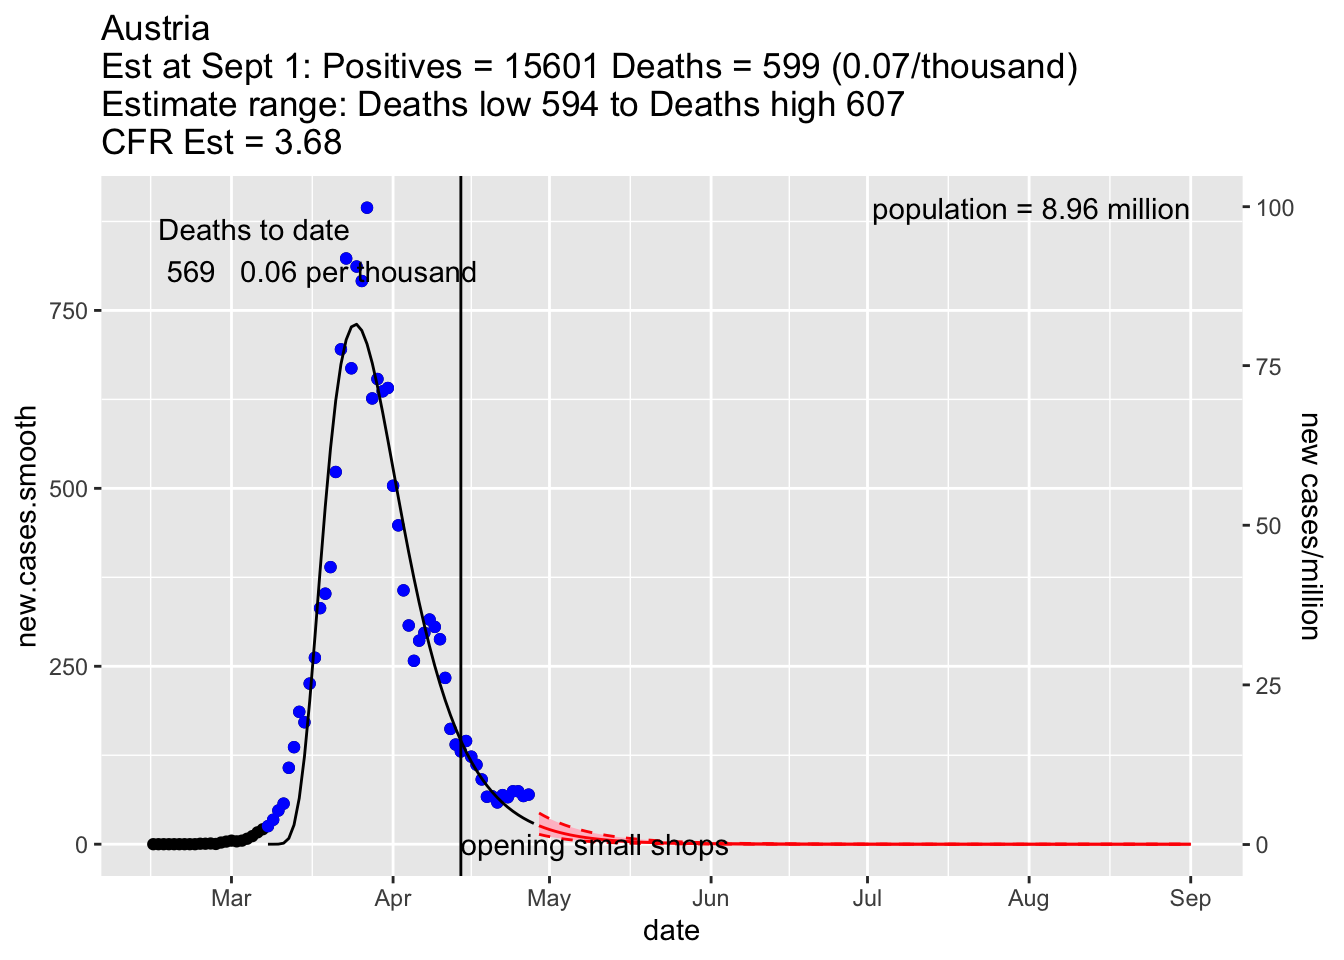 Austria
Est at Sept 1: Positives = 15601 Deaths = 599 (0.07/thousand)
Estimate range: Deaths low 594 to Deaths high 607
CFR Est = 3.68
population = 8.96 million
Deaths to date
569 0.06 per thousand
750
500
250
0
new.cases.smooth
100
75
50
25
0
new cases/million
opening small shops
Mar Apr May Jun Jul Aug Sep
date